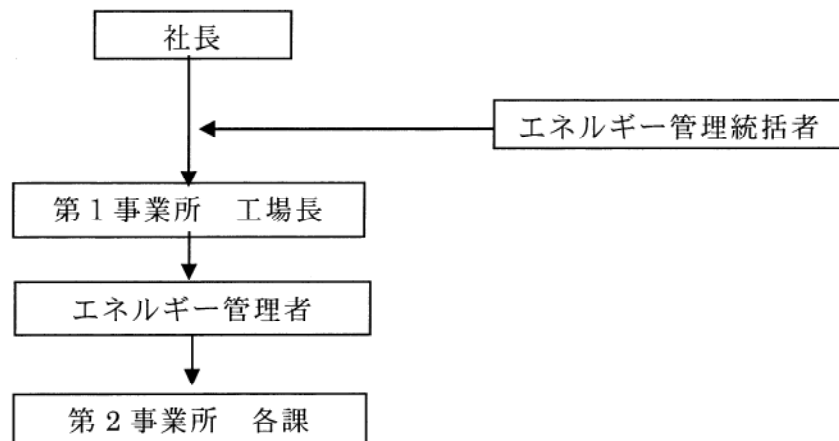 社長
エネルギー管理統括者
第１事業所　工場長
エネルギー管理者
第２事業所　各課